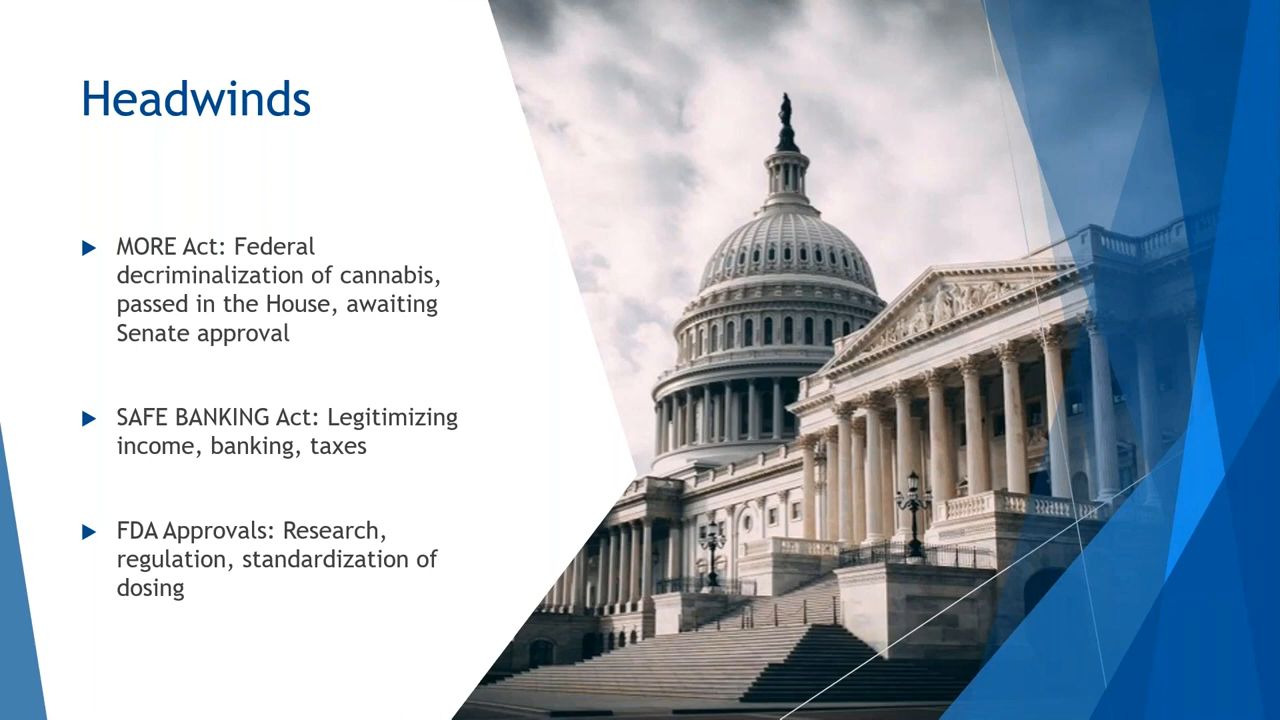 Headwinds
MORE Act: Federal
decriminalization of cannabis,
passed in the House, awaiting
Senate approval
SAFE BANKING Act: Legitimizing
income, banking, taxes
FDA Approvals: Research,
regulation, standardization of
dosing